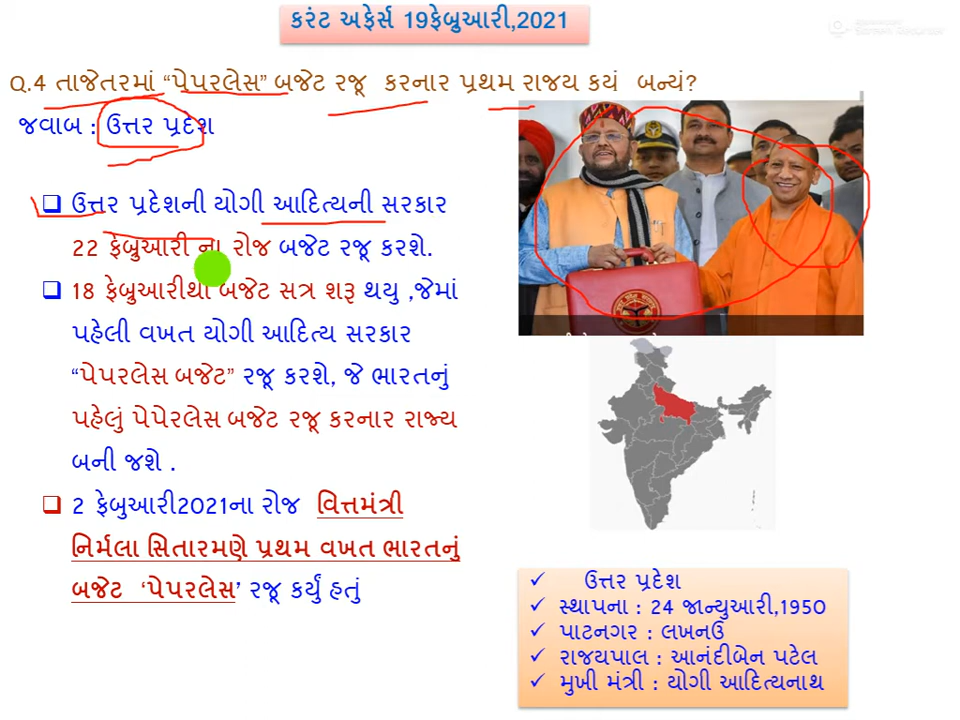 કરંટ અફેર્સ 19ફેબ્રુઆરી,2021
Q.4 તાજેતરમાં “પેપરલેસ” બજેટ રજૂ કરનાર પ્રથમ રાજય કયં બન્યં?
જવાબ : ઉત્તર પ્રદેશ
ઉત્તર પ્રદેશની યોગી આદિત્યની સરકાર
22 ફેબ્રુઆરી ના રોજ બજેટ રજૂ કરશે.
18 ફેબ્રુઆરીથી બજેટ સત્ર શરૂ થયુ ,જેમાં
પહેલી વખત યોગી આદિત્ય સરકાર
“પેપરલેસ બજેટ” રજૂ કરશે, જે ભારતનું
પહેલું પેપેરલેસ બજેટ રજૂ કરનાર રાજ્ય
બની જશે .
2 ફેબુઆરી2021ના રોજ વિત્તમંત્રી
નિર્મલા સિતારમણે પ્રથમ વખત ભારતનું
બજેટ ‘પેપરલેસ’ રજૂ કર્યું હતું
ઉત્તર પ્રદેશ
સ્થાપના : 24 જાન્યુઆરી,1950
પાટનગર : લખનઉ
રાજયપાલ : આનંદીબેન પટેલ
મુખી મંત્રી : યોગી આદિત્યનાથ